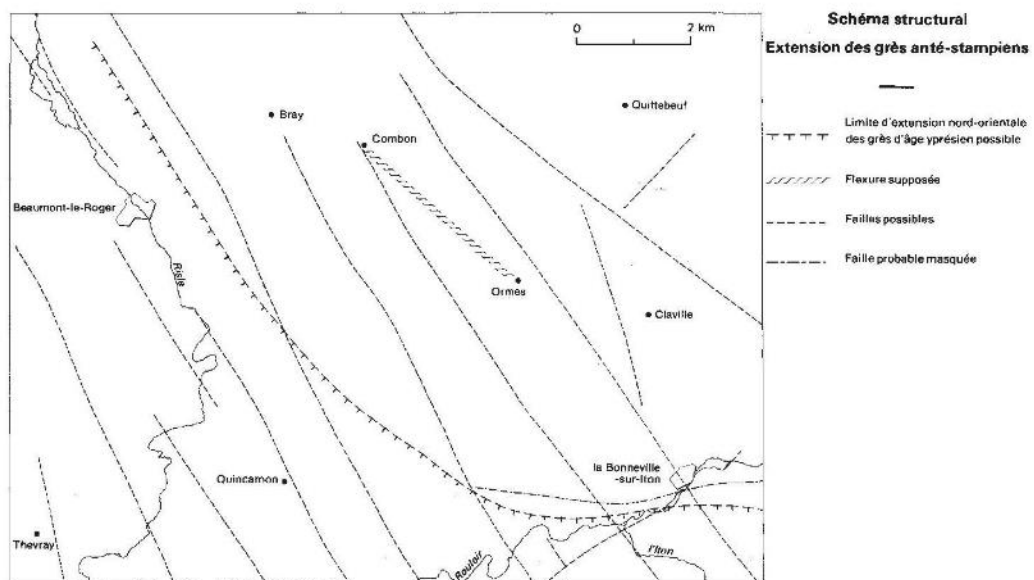 Schéma structural
Extension des grès anté-stampiens
0 2 km
Quittebeuf
Bray
Combon
Limite d'extension nord-orientale
des grès d'âge yprésien possible
Flexure supposée
Beaumont-le-Roger
Failles possibles
Risle
Faille probable masquée
Ormes
Claville
la Bonneville
-sur-Iton
Quincarnon
Thevray
Rouloir
l'Iton